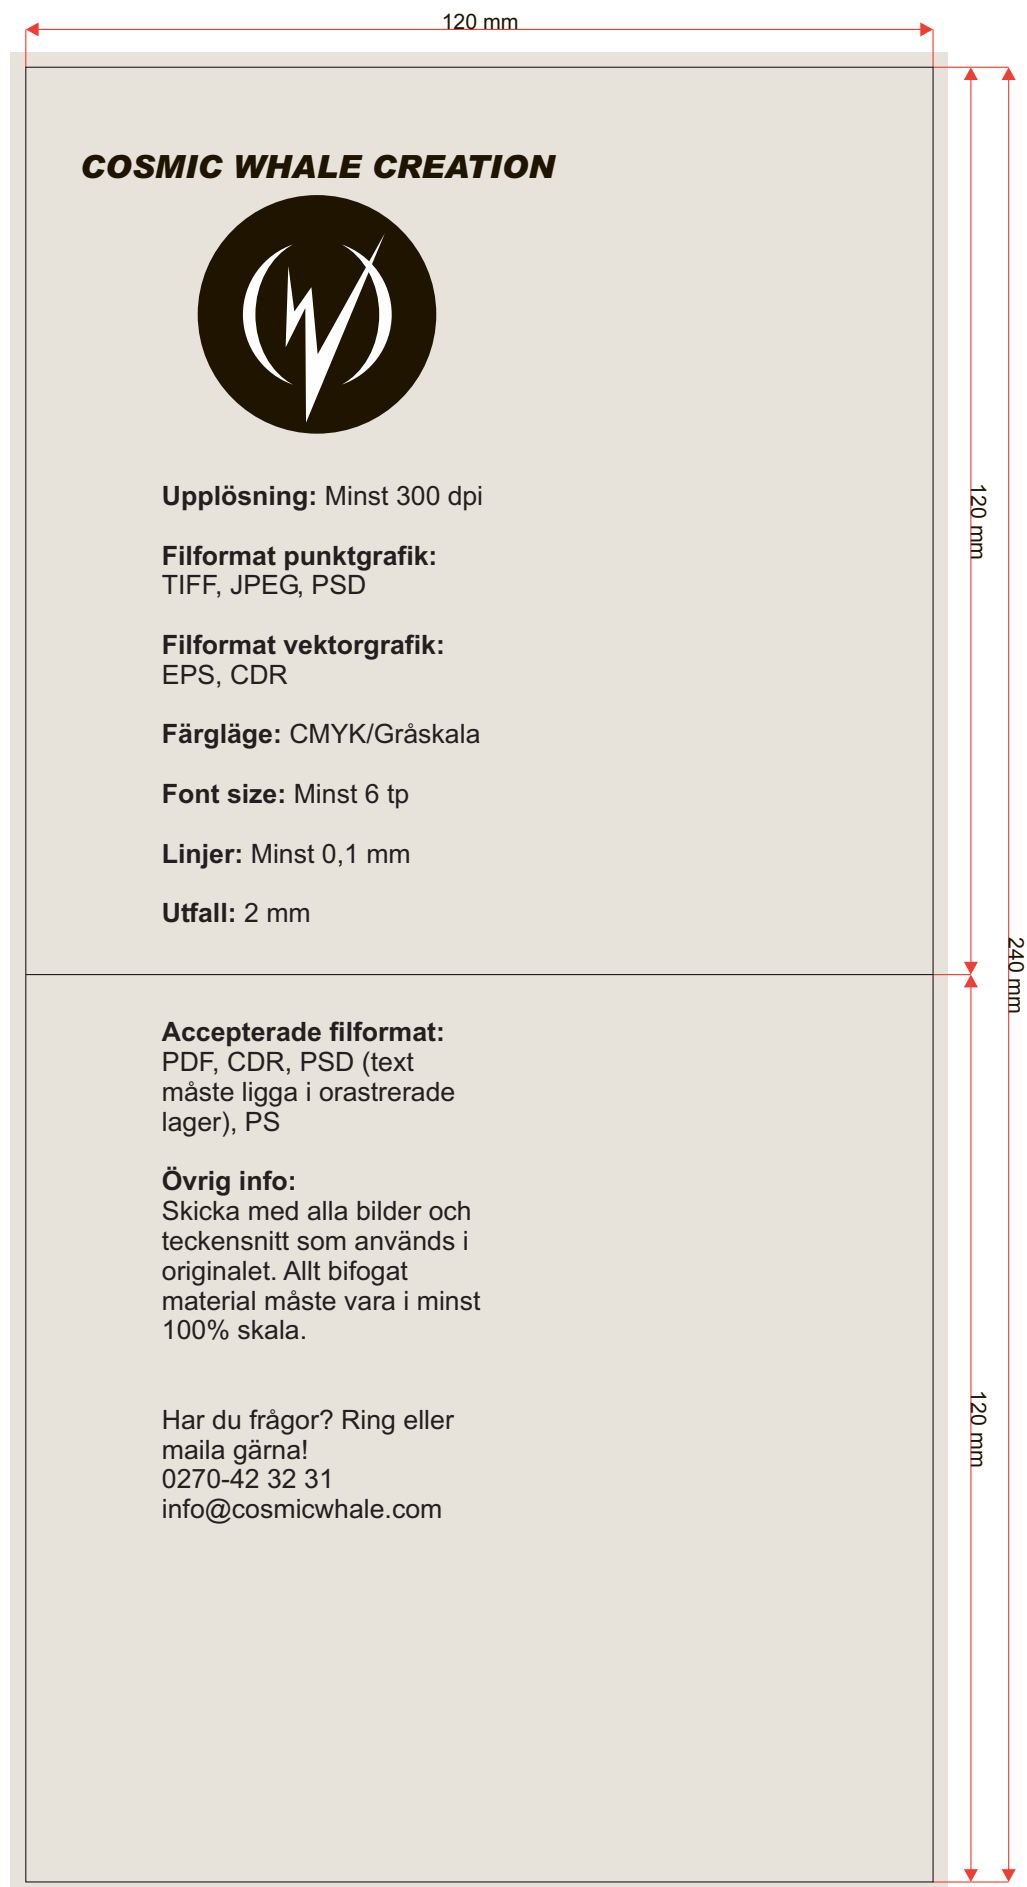 120 mm
COSMIC WHALE CREATION
Upplösning: Minst 300 dpi
Filformat punktgrafik:
TIFF, JPEG, PSD
Filformat vektorgrafik:
EPS, CDR
Färgläge: CMYK/Gråskala
Font size: Minst 6 tp
Linjer: Minst 0,1 mm
Utfall: 2 mm
120 mm
240 mm
Accepterade filformat:
PDF, CDR, PSD (text
måste ligga i orastrerade
lager), PS
Övrig info:
Skicka med alla bilder och
teckensnitt som används i
originalet. Allt bifogat
material måste vara i minst
100% skala.
Har du frågor? Ring eller
maila gärna!
0270-42 32 31
info@cosmicwhale.com
120 mm